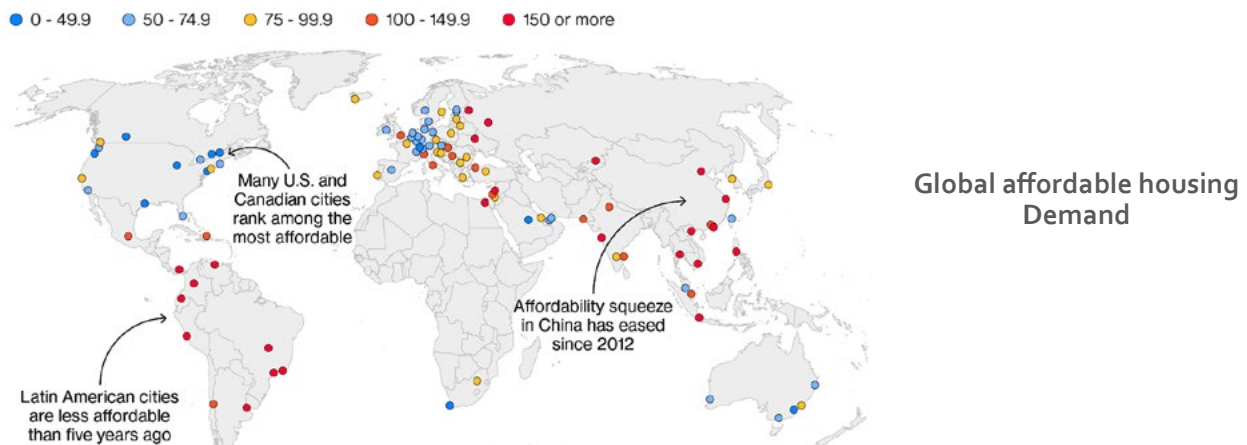 0 - 49.9 50 - 74.9 75 - 99.9 100 - 149.9 150 or more
Many U.S. and
Canadian cities
rank among the
most affordable
Global affordable housing
Demand
Affordability squeeze
in China has eased
since 2012
Latin American cities
are less affordable
than five years ago